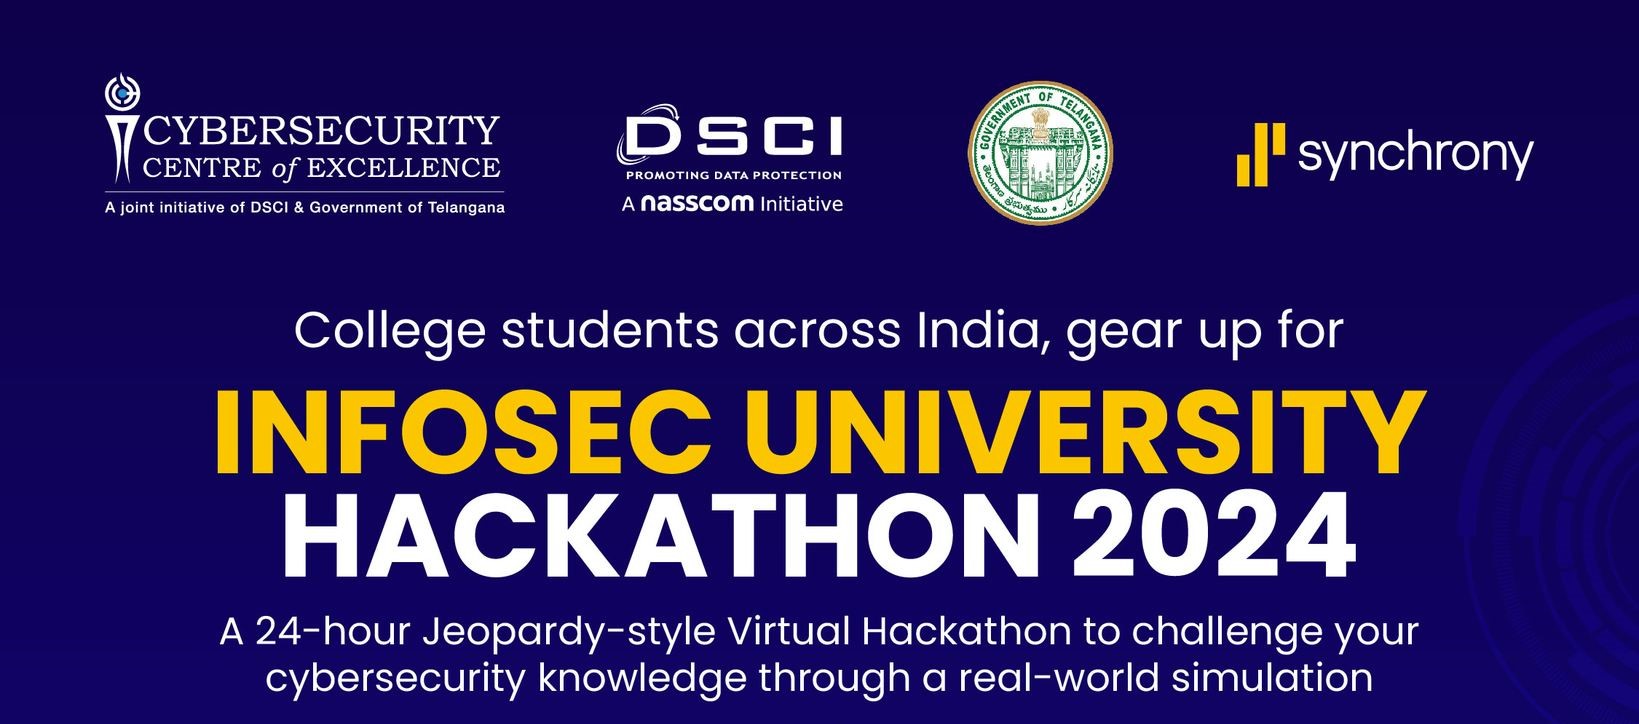 CYBERSECURITY
CENTRE of EXCELLENCE
A joint initiative of DSCI & Government of Telangana
DSCI
PROMOTING DATA PROTECTION
A nasscom Initiative
GOVERNMENT OF TELANGANA
తెలంగాణ ప్రభుత్వము
synchrony
College students across India, gear up for
INFOSEC UNIVERSITY
HACKATHON 2024
A 24-hour Jeopardy-style Virtual Hackathon to challenge your
cybersecurity knowledge through a real-world simulation